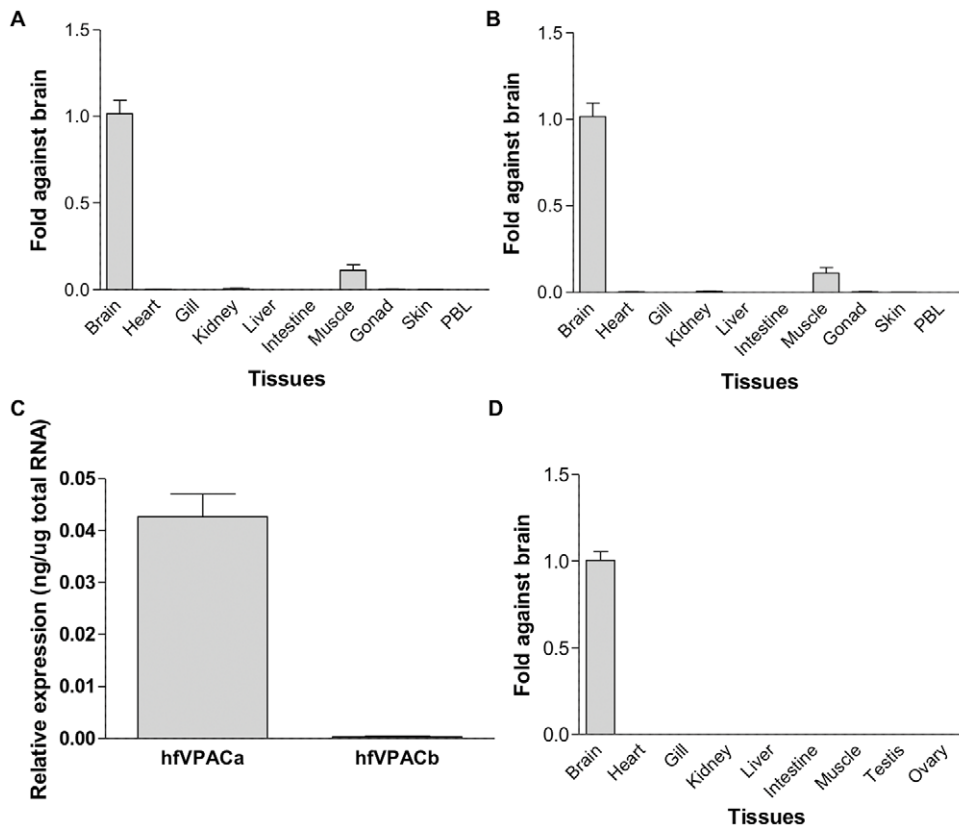 A
Fold against brain
1.5
1.0
0.5
0.0
Brain
Heart
Gill
Kidney
Liver
Intestine
Muscle
Gonad
Skin
PBL
Tissues
B
Fold against brain
1.5
1.0
0.5
0.0
Brain
Heart
Gill
Kidney
Liver
Intestine
Muscle
Gonad
Skin
PBL
Tissues
C
Relative expression (ng/ug total RNA)
0.05
0.04
0.03
0.02
0.01
0.00
hfVPACa
hfVPACb
D
Fold against brain
1.5
1.0
0.5
0.0
Brain
Heart
Gill
Kidney
Liver
Intestine
Muscle
Testis
Ovary
Tissues